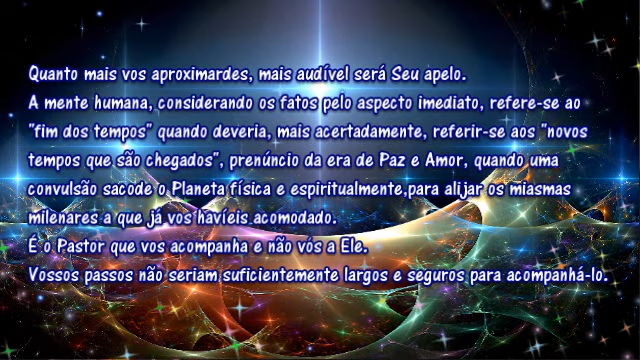 Quanto mais vos aproximardes, mais audível será Seu apelo.
A mente humana, considerando os fatos pelo aspecto imediato, refere-se ao
"fim dos tempos" quando deveria, mais acertadamente, referir-se aos "novos
tempos que são chegados", prenúncio da era de Paz e Amor, quando uma
convulsão sacode o Planeta física e espiritualmente,para alijar os miasmas
milenares a que já vos havíeis acomodado.
É o Pastor que vos acompanha e não vós a Ele.
Vossos passos não seriam suficientemente largos e seguros para acompanhá-lo.